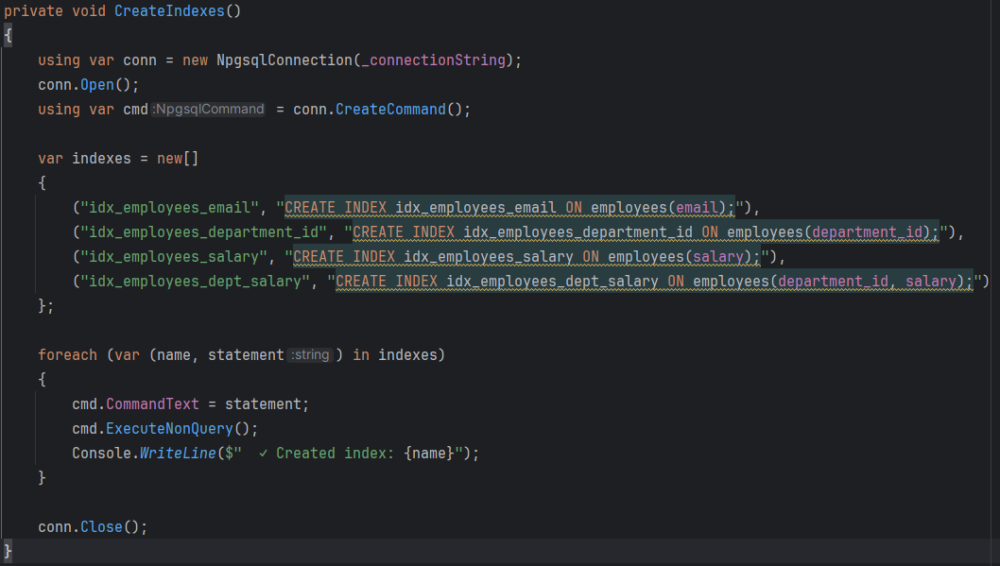 private void CreateIndexes()
{
    using var conn = new NpgsqlConnection(_connectionString);
    conn.Open();
    using var cmd :NpgsqlCommand = conn.CreateCommand();

    var indexes = new[]
    {
        ("idx_employees_email", "CREATE INDEX idx_employees_email ON employees(email);"),
        ("idx_employees_department_id", "CREATE INDEX idx_employees_department_id ON employees(department_id);"),
        ("idx_employees_salary", "CREATE INDEX idx_employees_salary ON employees(salary);"),
        ("idx_employees_dept_salary", "CREATE INDEX idx_employees_dept_salary ON employees(department_id, salary);")
    };

    foreach (var (name, statement :string ) in indexes)
    {
        cmd.CommandText = statement;
        cmd.ExecuteNonQuery();
        Console.WriteLine($"  ✓ Created index: {name}");
    }

    conn.Close();
}